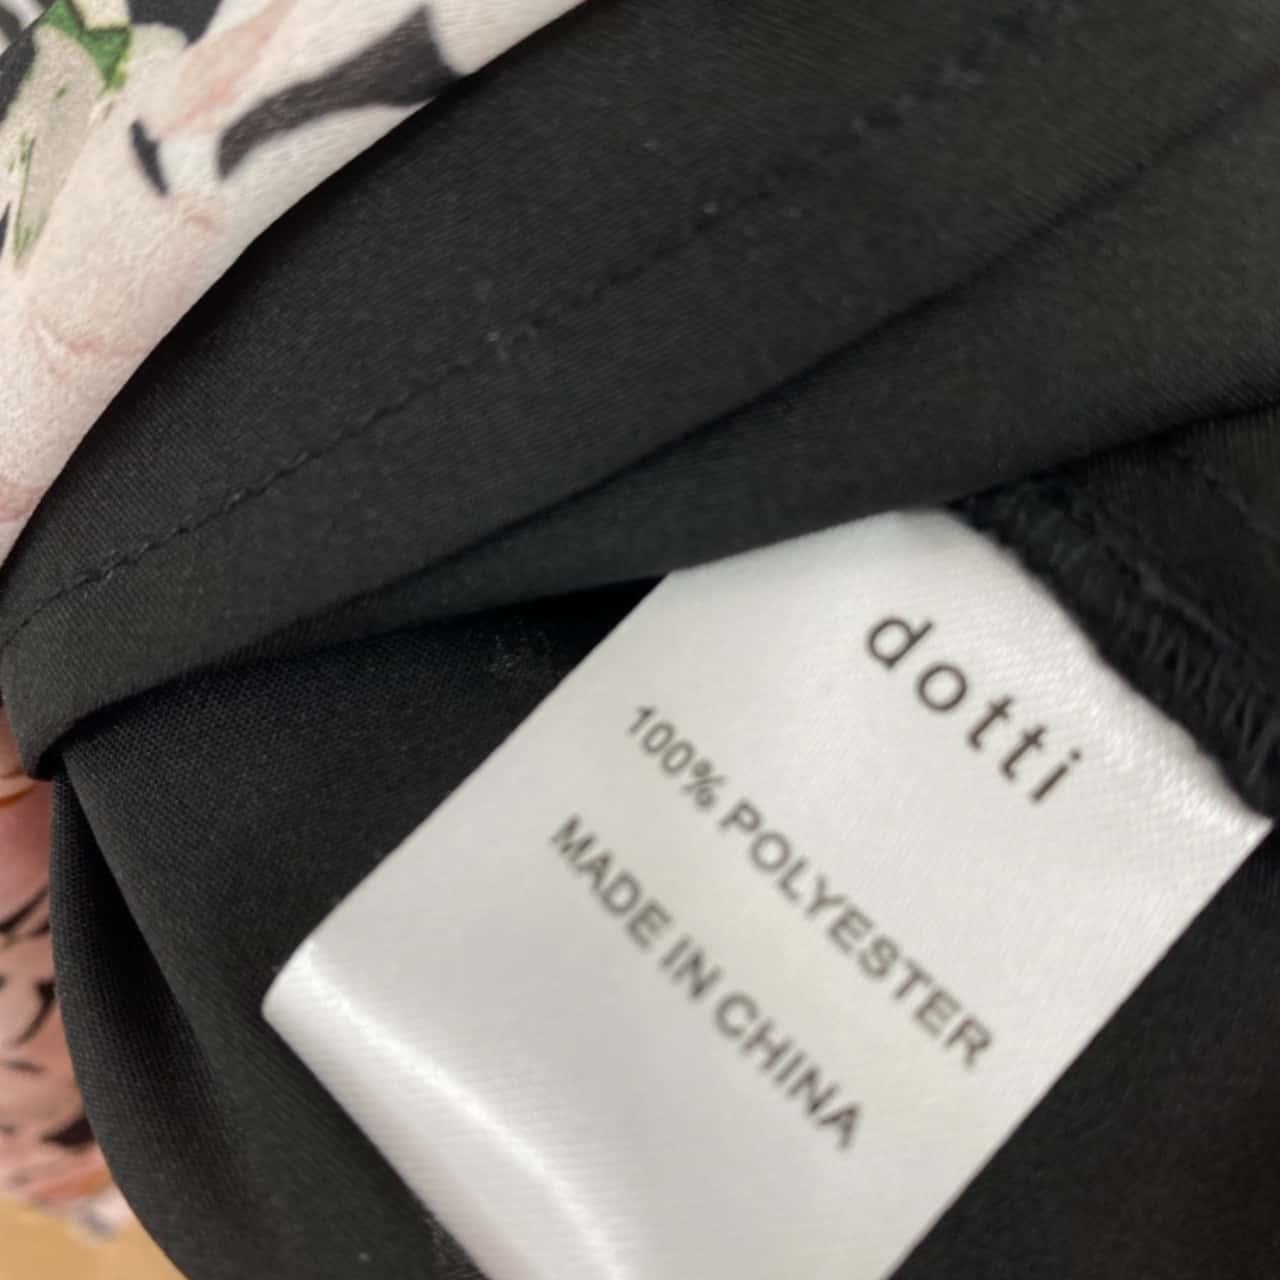 dotti
100% POLYESTER
MADE IN CHINA